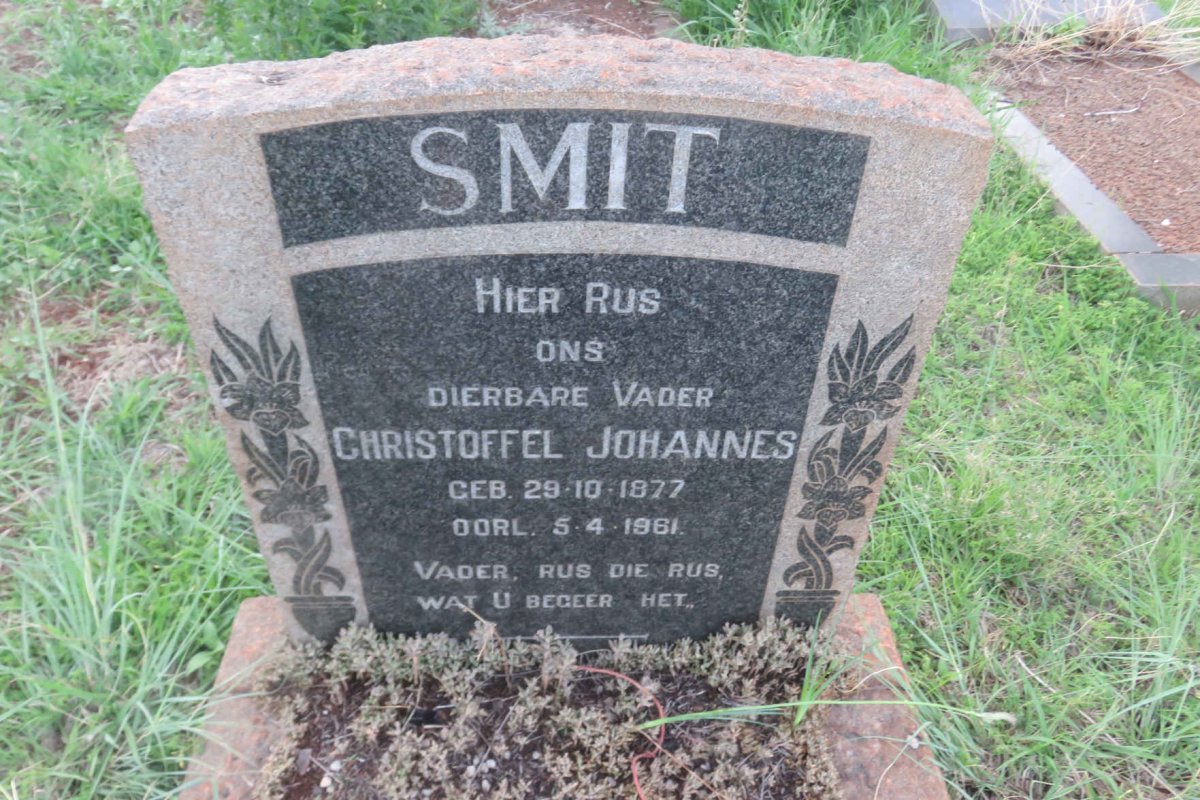 SMIT
HIER RUS
ONS
DIERBARE VADER
CHRISTOFFEL JOHANNES
GEB. 29·10·1877
OORL. 5·4·1961.
VADER, RUS DIE RUS,
WAT U BEGEER HET.